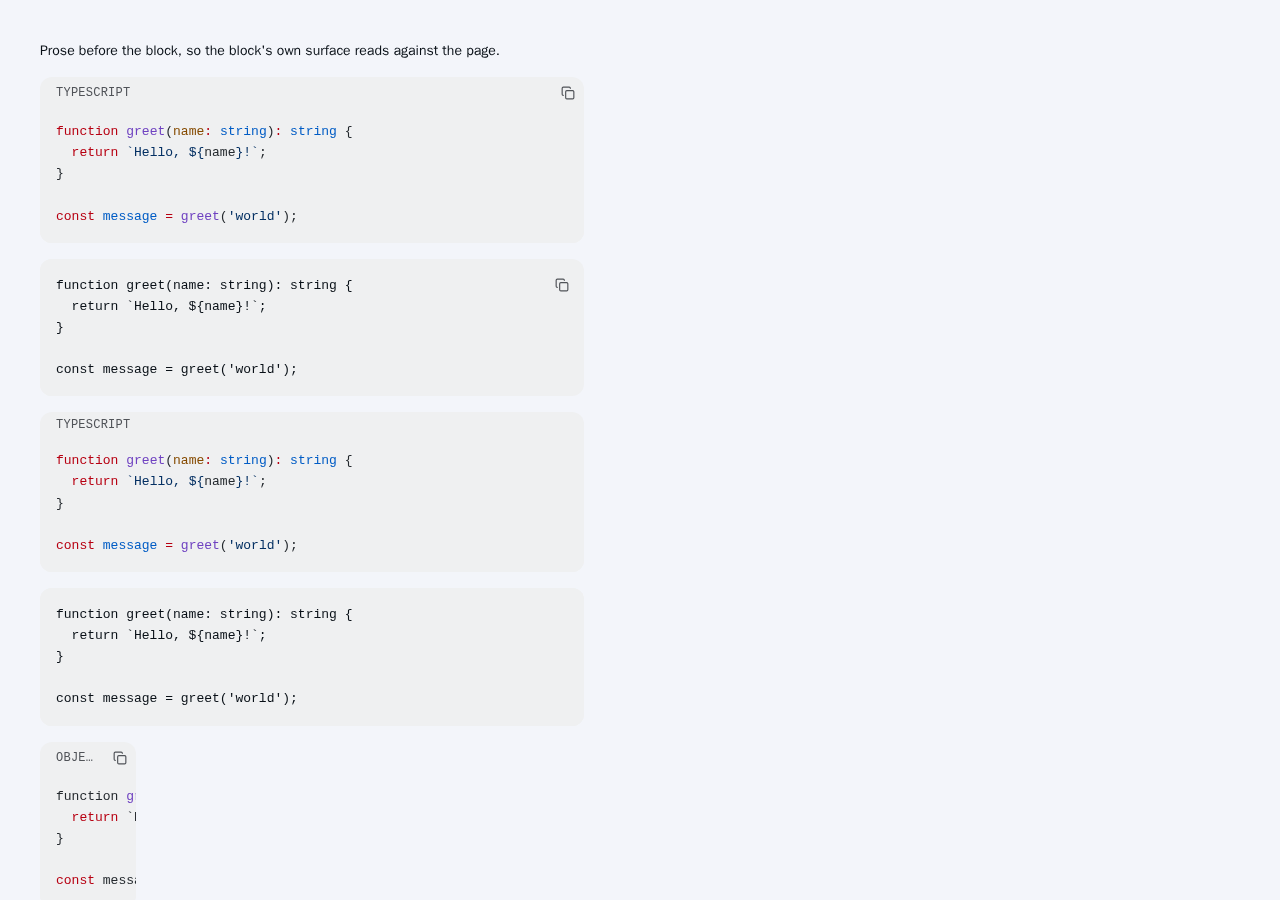 Prose before the block, so the block's own surface reads against the page.
TYPESCRIPT
function greet(name: string): string {
  return `Hello, ${name}!`;
}
const message = greet('world');
function greet(name: string): string {
  return `Hello, ${name}!`;
}
const message = greet('world');
TYPESCRIPT
function greet(name: string): string {
  return `Hello, ${name}!`;
}
const message = greet('world');
function greet(name: string): string {
  return `Hello, ${name}!`;
}
const message = greet('world');
OBJE…
function g
  return `
}
const messa